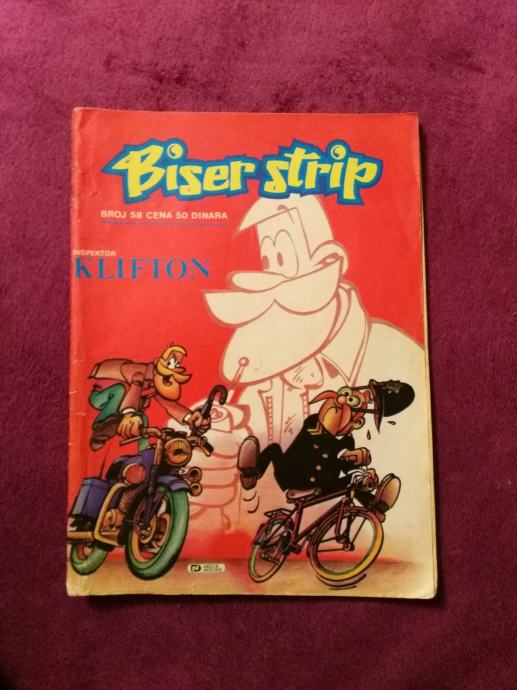 Biser strip
BROJ 58 CENA 50 DINARA
INSPEKTOR
KLIFTON